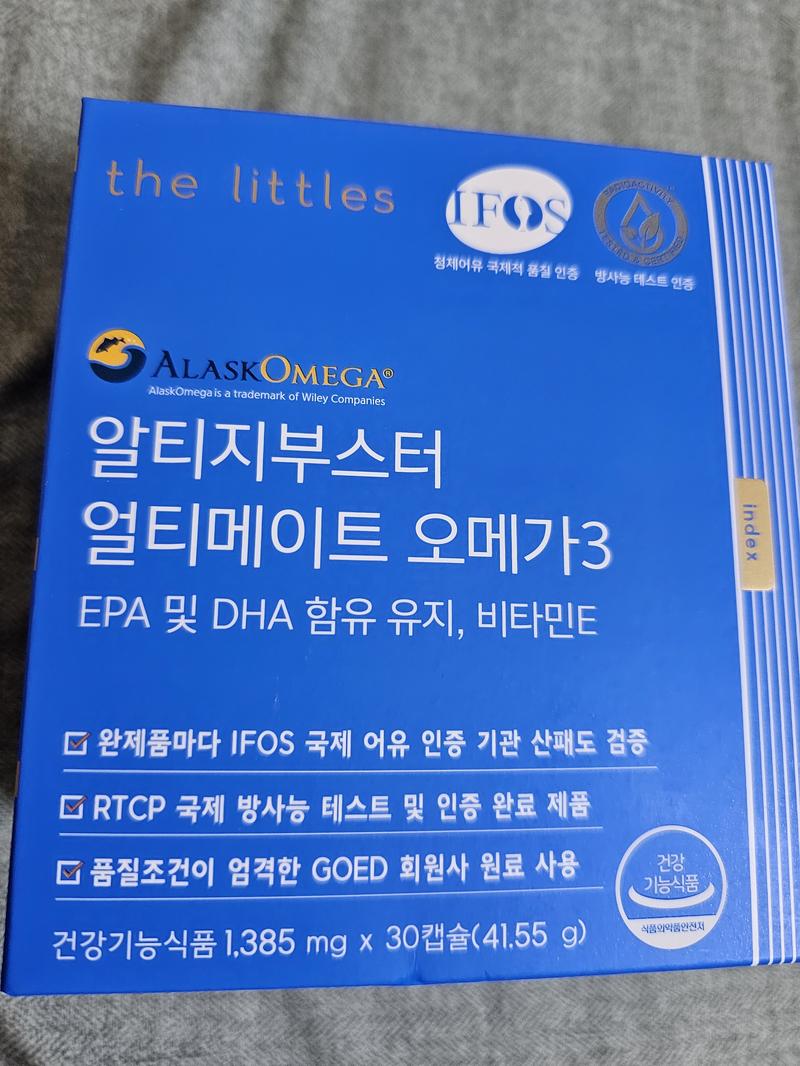 the littles
IFOS
정제어유 국제적 품질 인증
RADIOACTIVITY
TESTED & CERTIFIED
방사능 테스트 인증
ALASKOMEGA®
AlaskOmega is a trademark of Wiley Companies
알티지부스터
얼티메이트 오메가3
EPA 및 DHA 함유 유지, 비타민E
index
완제품마다 IFOS 국제 어유 인증 기관 산패도 검증
RTCP 국제 방사능 테스트 및 인증 완료 제품
품질조건이 엄격한 GOED 회원사 원료 사용
건강
기능식품
식품의약품안전처
건강기능식품 1,385 mg x 30캡슐(41.55 g)